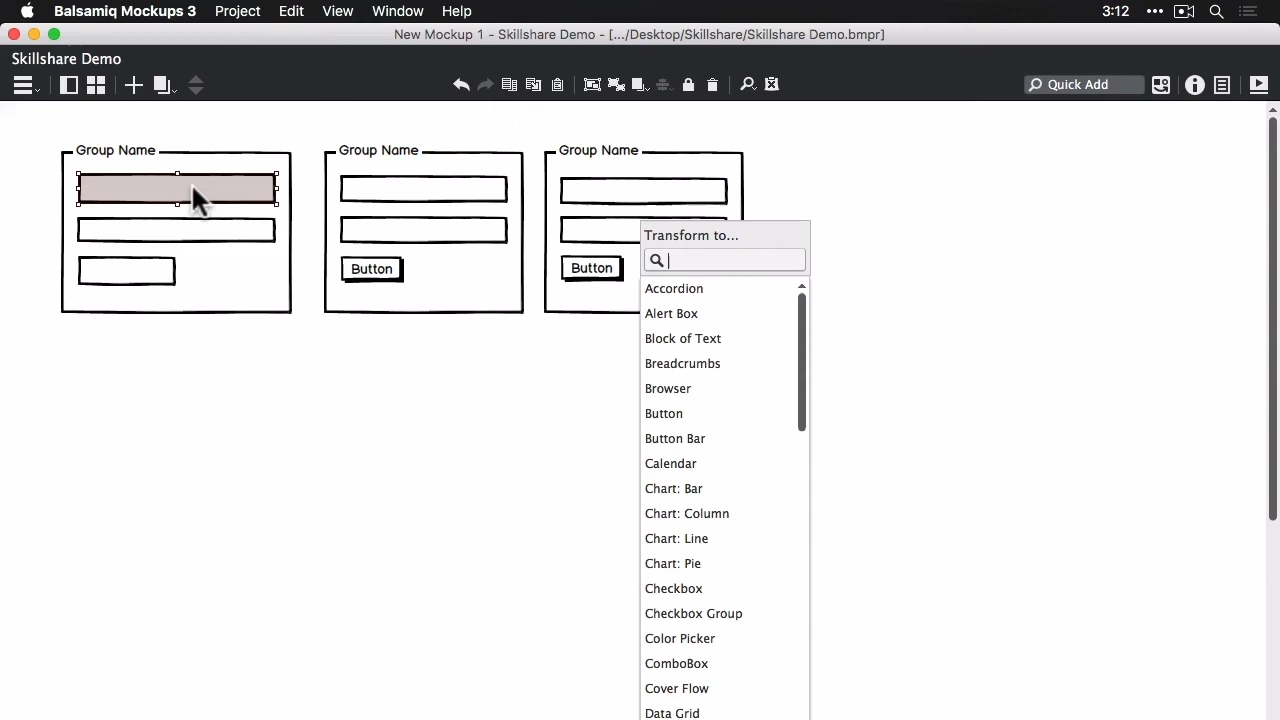 Balsamiq Mockups 3 Project Edit View Window Help 3:12
New Mockup 1 - Skillshare Demo - [.../Desktop/Skillshare/Skillshare Demo.bmpr]
Skillshare Demo
Quick Add
Group Name Group Name Group Name
Button Button
Transform to...
Accordion
Alert Box
Block of Text
Breadcrumbs
Browser
Button
Button Bar
Calendar
Chart: Bar
Chart: Column
Chart: Line
Chart: Pie
Checkbox
Checkbox Group
Color Picker
ComboBox
Cover Flow
Data Grid